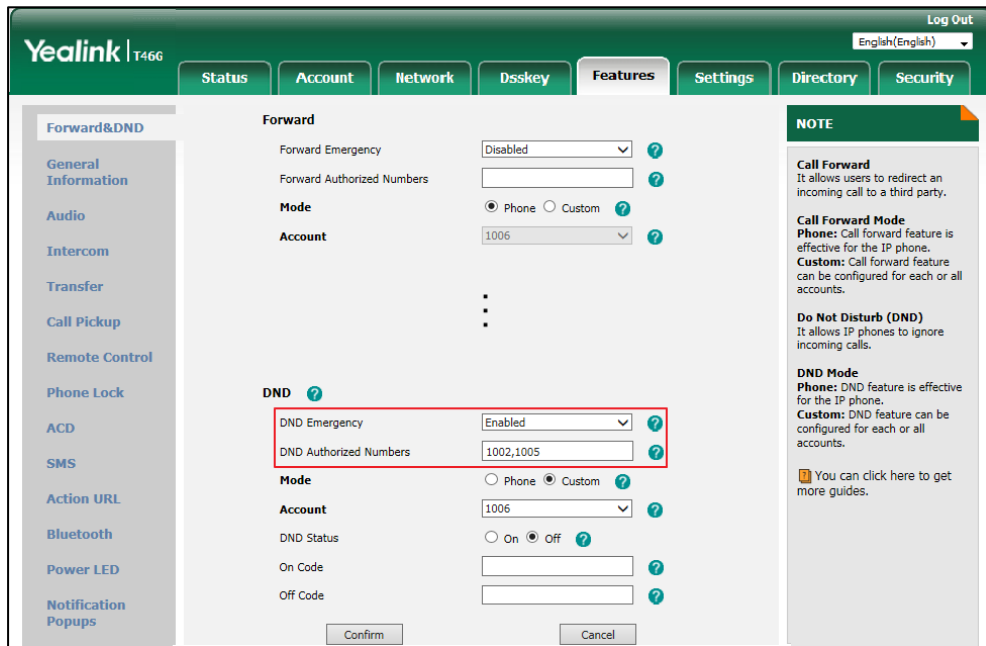 Log Out
Yealink T46G
English(English)
Status Account Network Dsskey Features Settings Directory Security
Forward&DND
General
Information
Audio
Intercom
Transfer
Call Pickup
Remote Control
Phone Lock
ACD
SMS
Action URL
Bluetooth
Power LED
Notification
Popups
Forward
Forward Emergency Disabled ?
Forward Authorized Numbers ?
Mode Phone Custom ?
Account 1006 ?
DND ?
DND Emergency Enabled ?
DND Authorized Numbers 1002,1005 ?
Mode Phone Custom ?
Account 1006 ?
DND Status On Off ?
On Code ?
Off Code ?
Confirm Cancel
NOTE
Call Forward
It allows users to redirect an
incoming call to a third party.
Call Forward Mode
Phone: Call forward feature is
effective for the IP phone.
Custom: Call forward feature
can be configured for each or all
accounts.
Do Not Disturb (DND)
It allows IP phones to ignore
incoming calls.
DND Mode
Phone: DND feature is effective
for the IP phone.
Custom: DND feature can be
configured for each or all
accounts.
? You can click here to get
more guides.